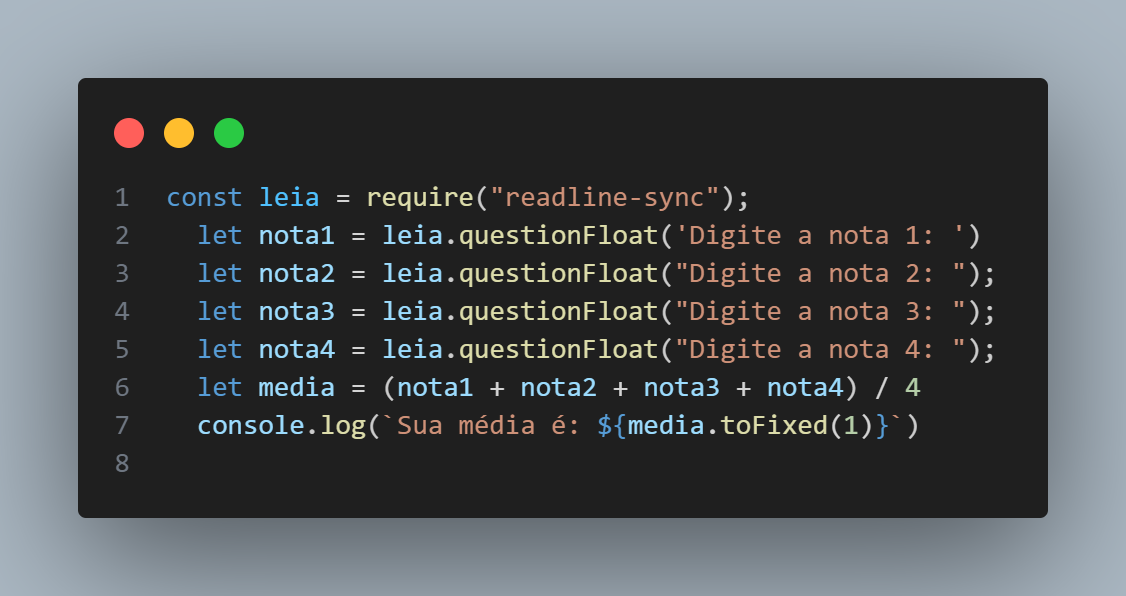 1 const leia = require("readline-sync");
2   let nota1 = leia.questionFloat('Digite a nota 1: ')
3   let nota2 = leia.questionFloat("Digite a nota 2: ");
4   let nota3 = leia.questionFloat("Digite a nota 3: ");
5   let nota4 = leia.questionFloat("Digite a nota 4: ");
6   let media = (nota1 + nota2 + nota3 + nota4) / 4
7   console.log(`Sua média é: ${media.toFixed(1)}`)
8